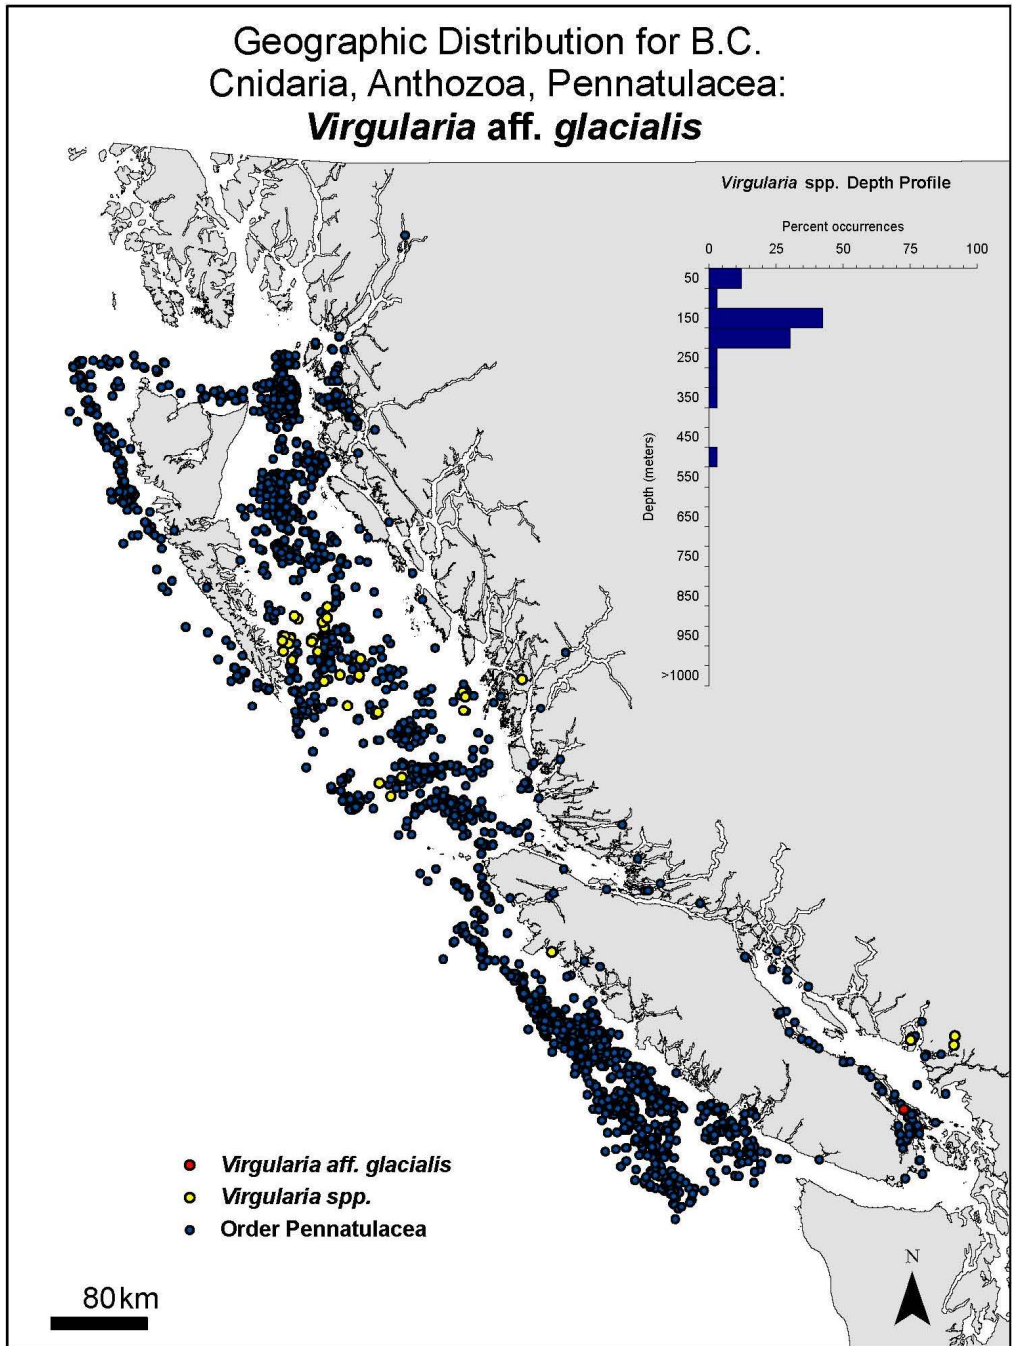 Geographic Distribution for B.C.
Cnidaria, Anthozoa, Pennatulacea:
Virgularia aff. glacialis
Virgularia spp. Depth Profile
Percent occurrences
0 25 50 75 100
Depth (meters)
50
150
250
350
450
550
650
750
850
950
>1000
Virgularia aff. glacialis
Virgularia spp.
Order Pennatulacea
80km
N